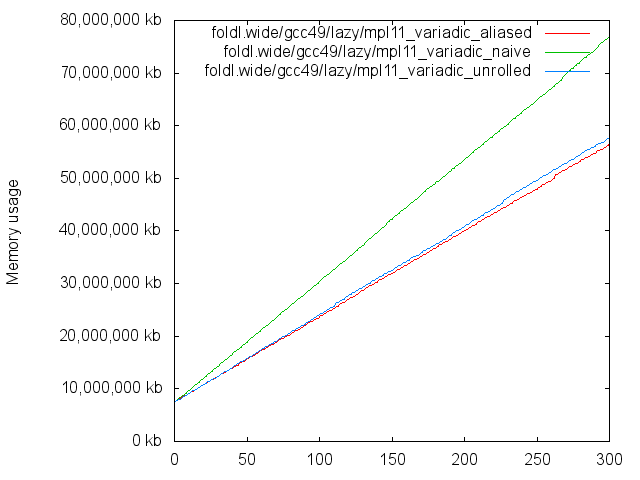 80,000,000 kb
70,000,000 kb
60,000,000 kb
50,000,000 kb
40,000,000 kb
30,000,000 kb
20,000,000 kb
10,000,000 kb
0 kb
Memory usage
foldl.wide/gcc49/lazy/mpl11_variadic_aliased
foldl.wide/gcc49/lazy/mpl11_variadic_naive
foldl.wide/gcc49/lazy/mpl11_variadic_unrolled
0 50 100 150 200 250 300